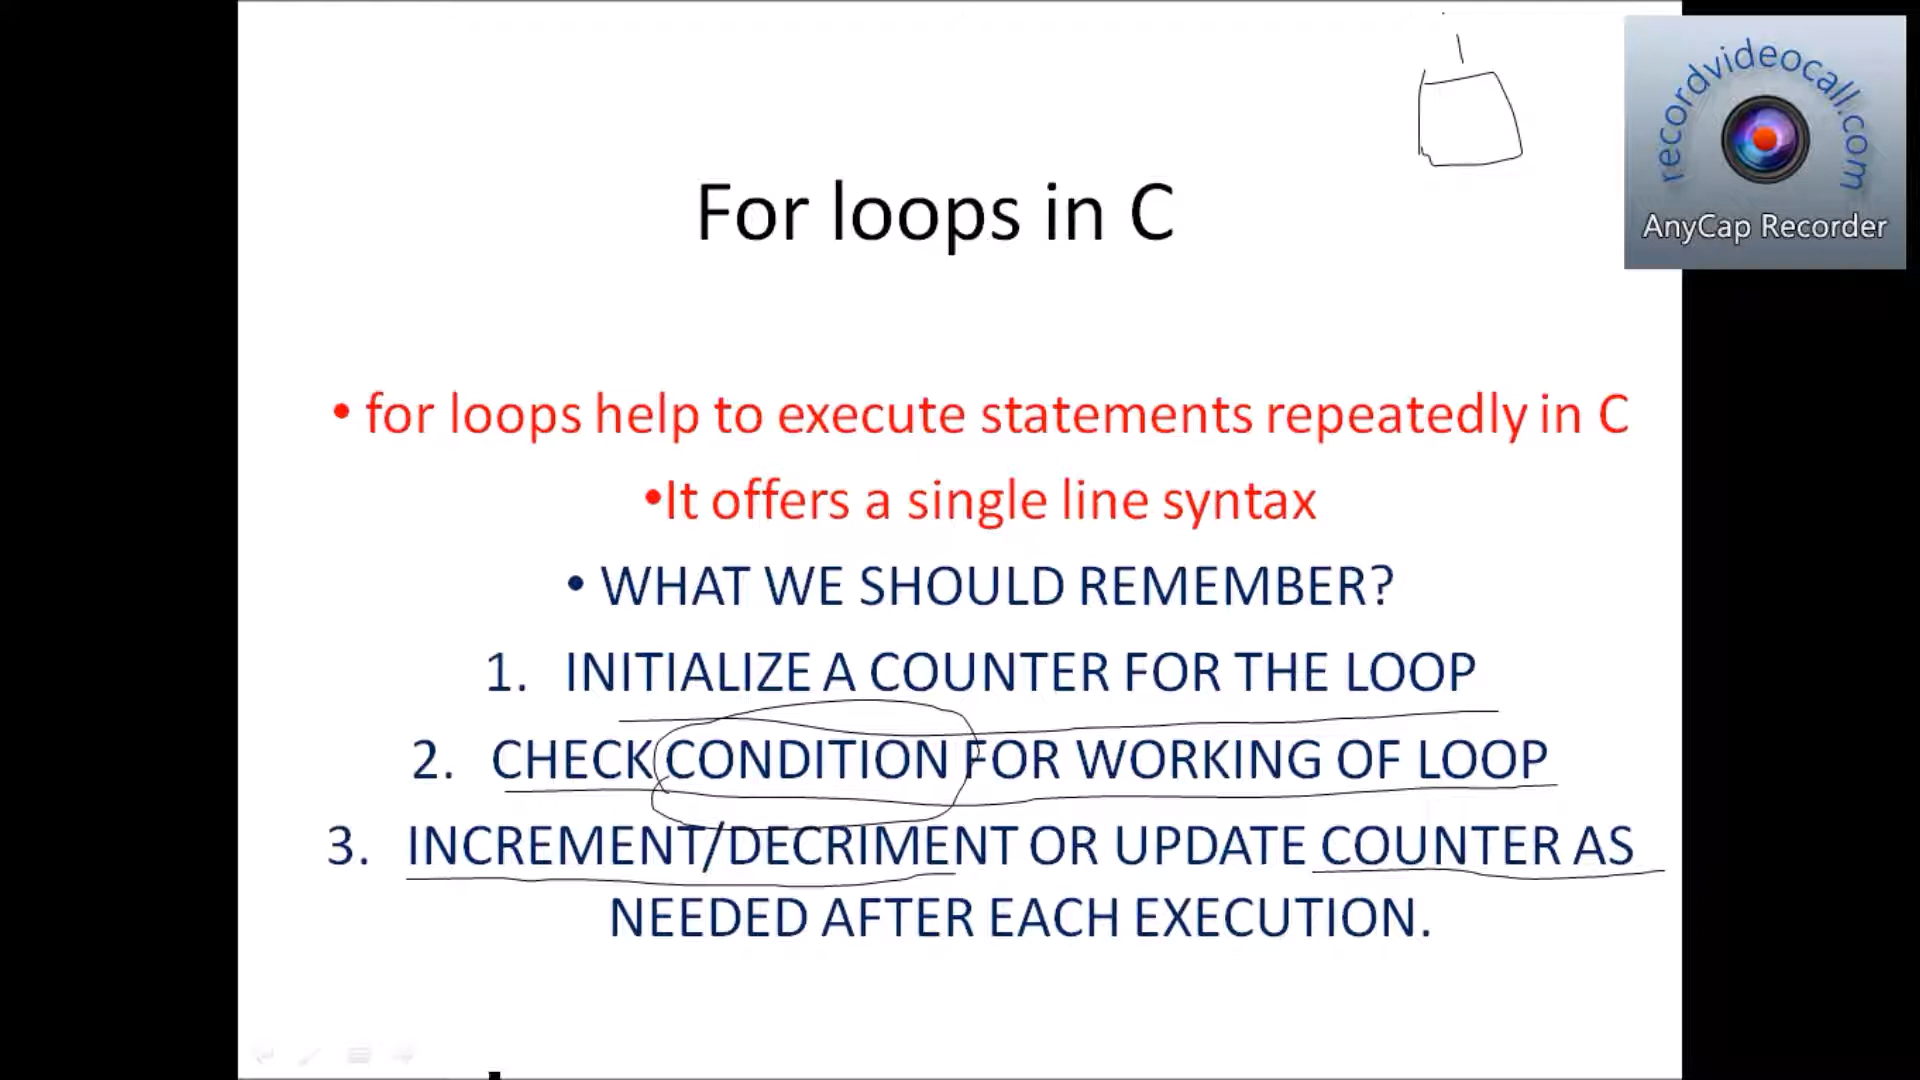 recordvideocall.com
AnyCap Recorder
For loops in C
• for loops help to execute statements repeatedly in C
•It offers a single line syntax
• WHAT WE SHOULD REMEMBER?
1. INITIALIZE A COUNTER FOR THE LOOP
2. CHECK CONDITION FOR WORKING OF LOOP
3. INCREMENT/DECRIMENT OR UPDATE COUNTER AS
NEEDED AFTER EACH EXECUTION.